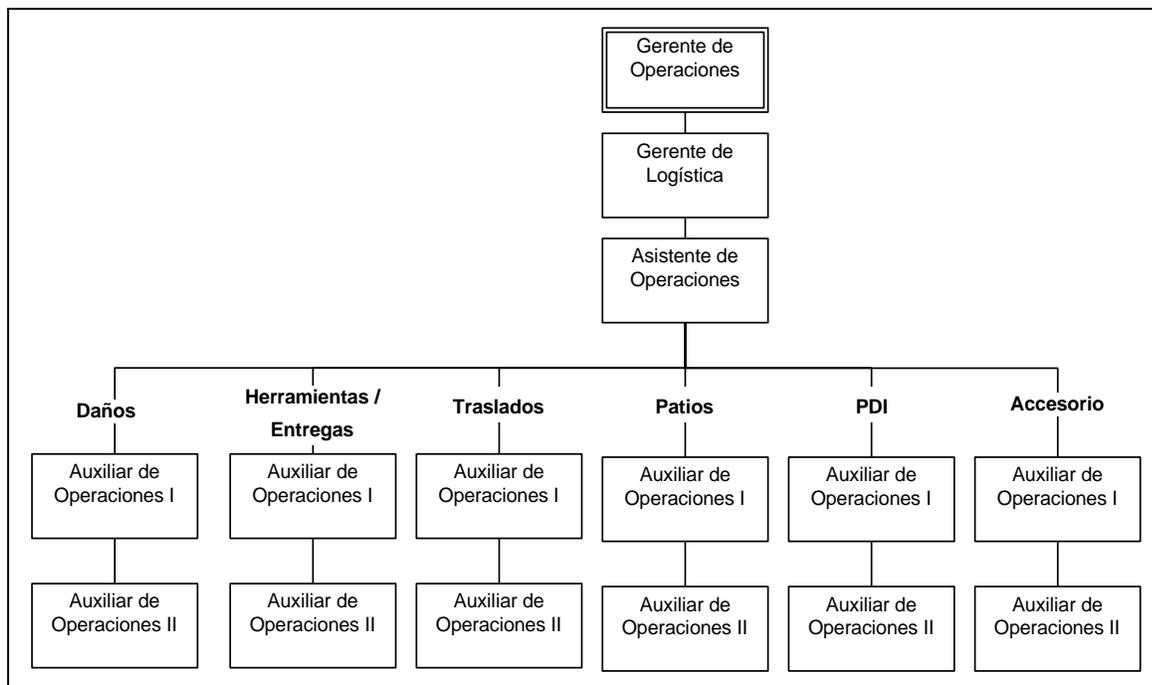 Gerente de
Operaciones
Gerente de
Logística
Asistente de
Operaciones
Daños
Herramientas /
Entregas
Traslados
Patios
PDI
Accesorio
Auxiliar de
Operaciones I
Auxiliar de
Operaciones I
Auxiliar de
Operaciones I
Auxiliar de
Operaciones I
Auxiliar de
Operaciones I
Auxiliar de
Operaciones I
Auxiliar de
Operaciones II
Auxiliar de
Operaciones II
Auxiliar de
Operaciones II
Auxiliar de
Operaciones II
Auxiliar de
Operaciones II
Auxiliar de
Operaciones II